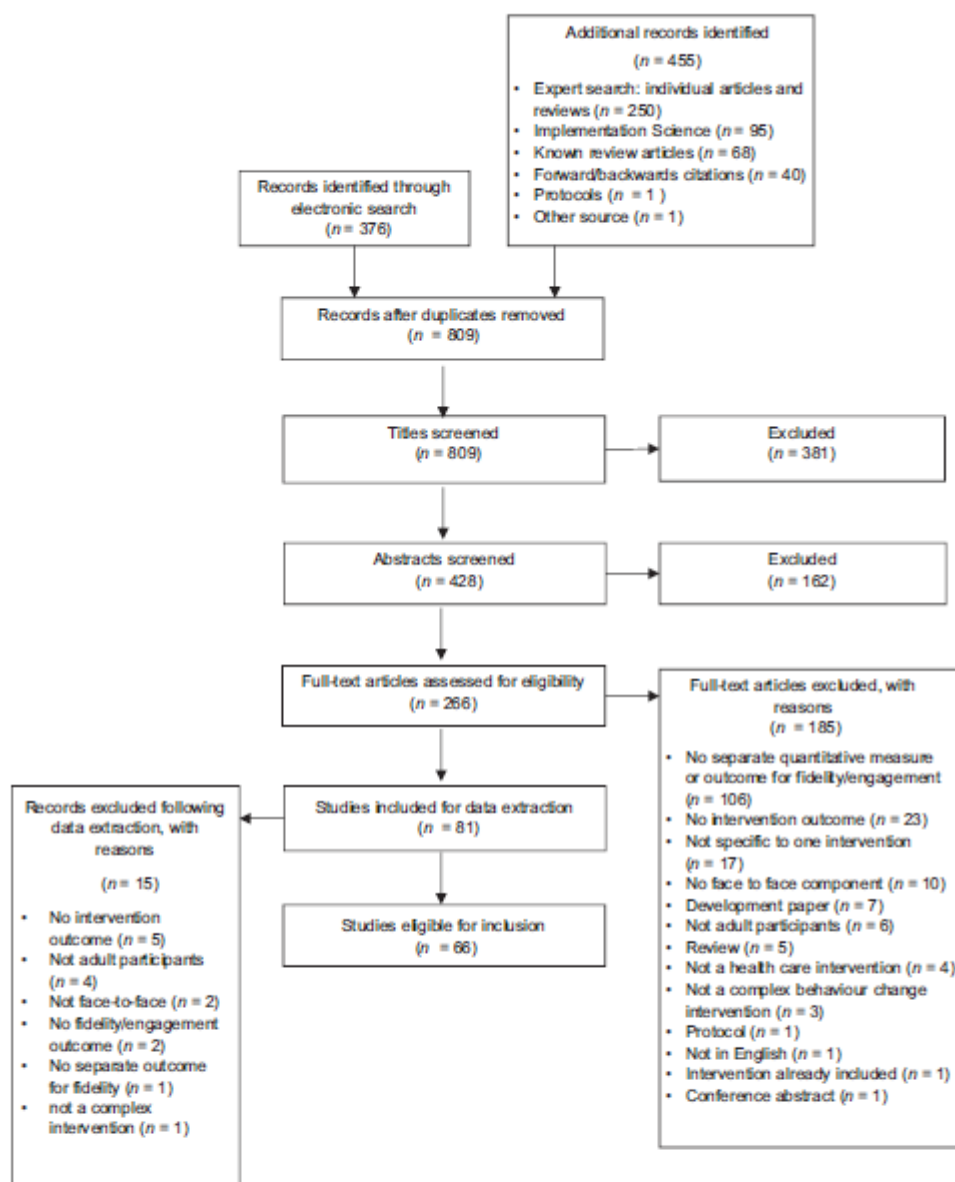 Additional records identified
(n = 455)
• Expert search: individual articles and
reviews (n = 250)
• Implementation Science (n = 95)
• Known review articles (n = 68)
• Forward/backwards citations (n = 40)
• Protocols (n = 1 )
• Other source (n = 1)
Records identified through
electronic search
(n = 376)
Records after duplicates removed
(n = 809)
Titles screened
(n = 809)
Excluded
(n = 381)
Abstracts screened
(n = 428)
Excluded
(n = 162)
Full-text articles assessed for eligibility
(n = 266)
Full-text articles excluded, with
reasons
(n = 185)
• No separate quantitative measure
or outcome for fidelity/engagement
(n = 106)
• No intervention outcome (n = 23)
• Not specific to one intervention
(n = 17)
• No face to face component (n = 10)
• Development paper (n = 7)
• Not adult participants (n = 6)
• Review (n = 5)
• Not a health care intervention (n = 4)
• Not a complex behaviour change
intervention (n = 3)
• Protocol (n = 1)
• Not in English (n = 1)
• Intervention already included (n = 1)
• Conference abstract (n = 1)
Studies included for data extraction
(n = 81)
Records excluded following
data extraction, with
reasons
(n = 15)
• No intervention
outcome (n = 5)
• Not adult participants
(n = 4)
• Not face-to-face (n = 2)
• No fidelity/engagement
outcome (n = 2)
• No separate outcome
for fidelity (n = 1)
• not a complex
intervention (n = 1)
Studies eligible for inclusion
(n = 66)